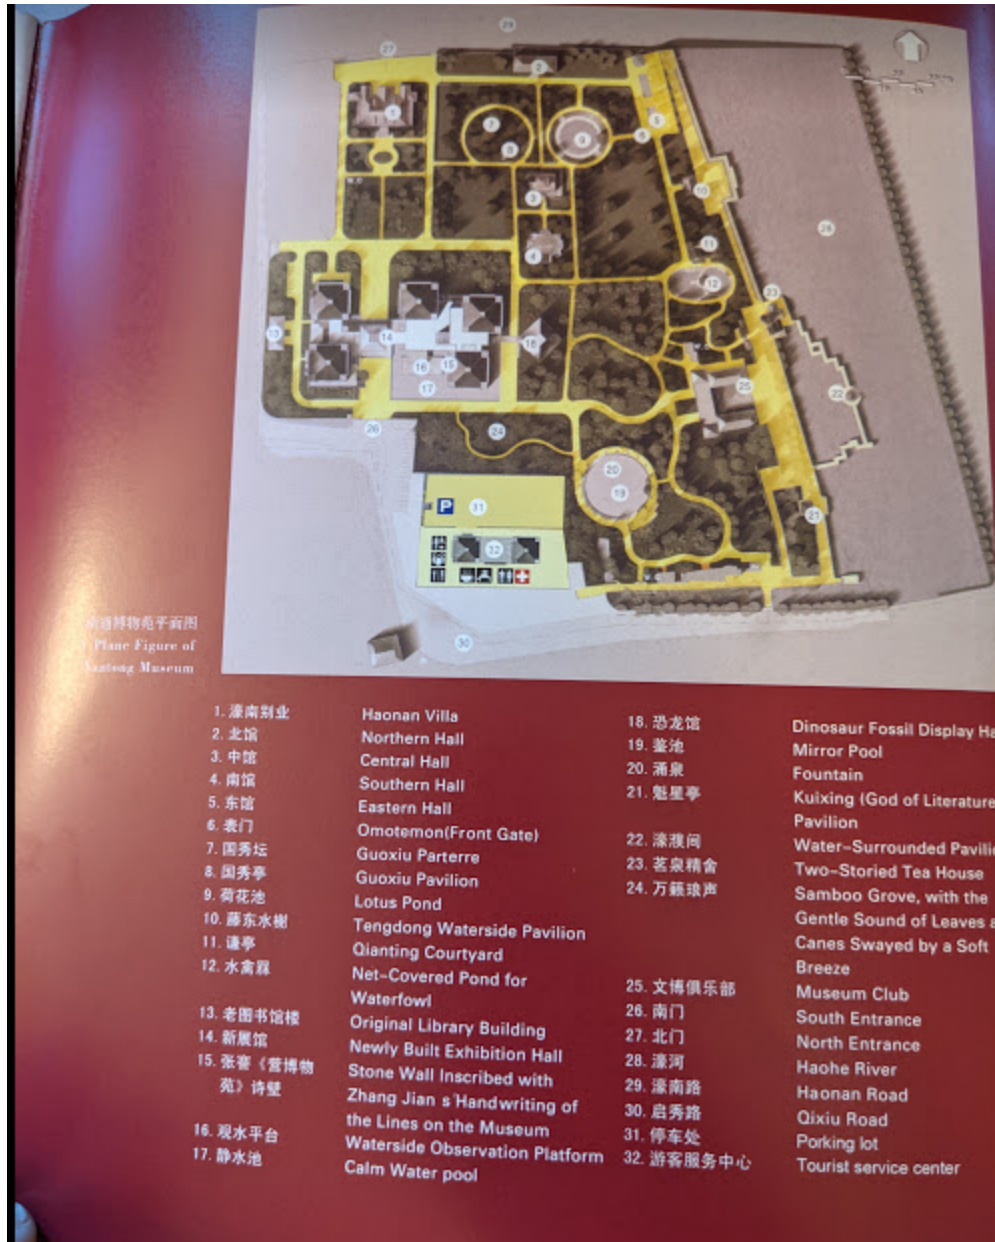 博物苑平面图
Plane Figure of
Museum
1. 濠南别业 Haonan Villa
2. 北馆 Northern Hall
3. 中馆 Central Hall
4. 南馆 Southern Hall
5. 东馆 Eastern Hall
6. 表门 Omotemon(Front Gate)
7. 国秀坛 Guoxiu Parterre
8. 国秀亭 Guoxiu Pavilion
9. 荷花池 Lotus Pond
10. 藤东水榭 Tengdong Waterside Pavilion
11. 谦亭 Qianting Courtyard
12. 水禽罧 Net-Covered Pond for
Waterfowl
13. 老图书馆楼 Original Library Building
14. 新展馆 Newly Built Exhibition Hall
15. 张謇《营博物 Stone Wall Inscribed with
苑》诗壁 Zhang Jian s Handwriting of
the Lines on the Museum
16. 观水平台 Waterside Observation Platform
17. 静水池 Calm Water pool
18. 恐龙馆 Dinosaur Fossil Display
19. 鉴池 Mirror Pool
20. 涌泉 Fountain
21. 魁星亭 Kuixing (God of Literature
Pavilion
22. 濠濮间 Water-Surrounded
23. 茗泉精舍 Two-Storied Tea House
24. 万籁琅声 Samboo Grove, with the
Gentle Sound of Leaves
Canes Swayed by a Soft
Breeze
25. 文博俱乐部 Museum Club
26. 南门 South Entrance
27. 北门 North Entrance
28. 濠河 Haohe River
29. 濠南路 Haonan Road
30. 启秀路 Qixiu Road
31. 停车处 Porking lot
32. 游客服务中心 Tourist service center